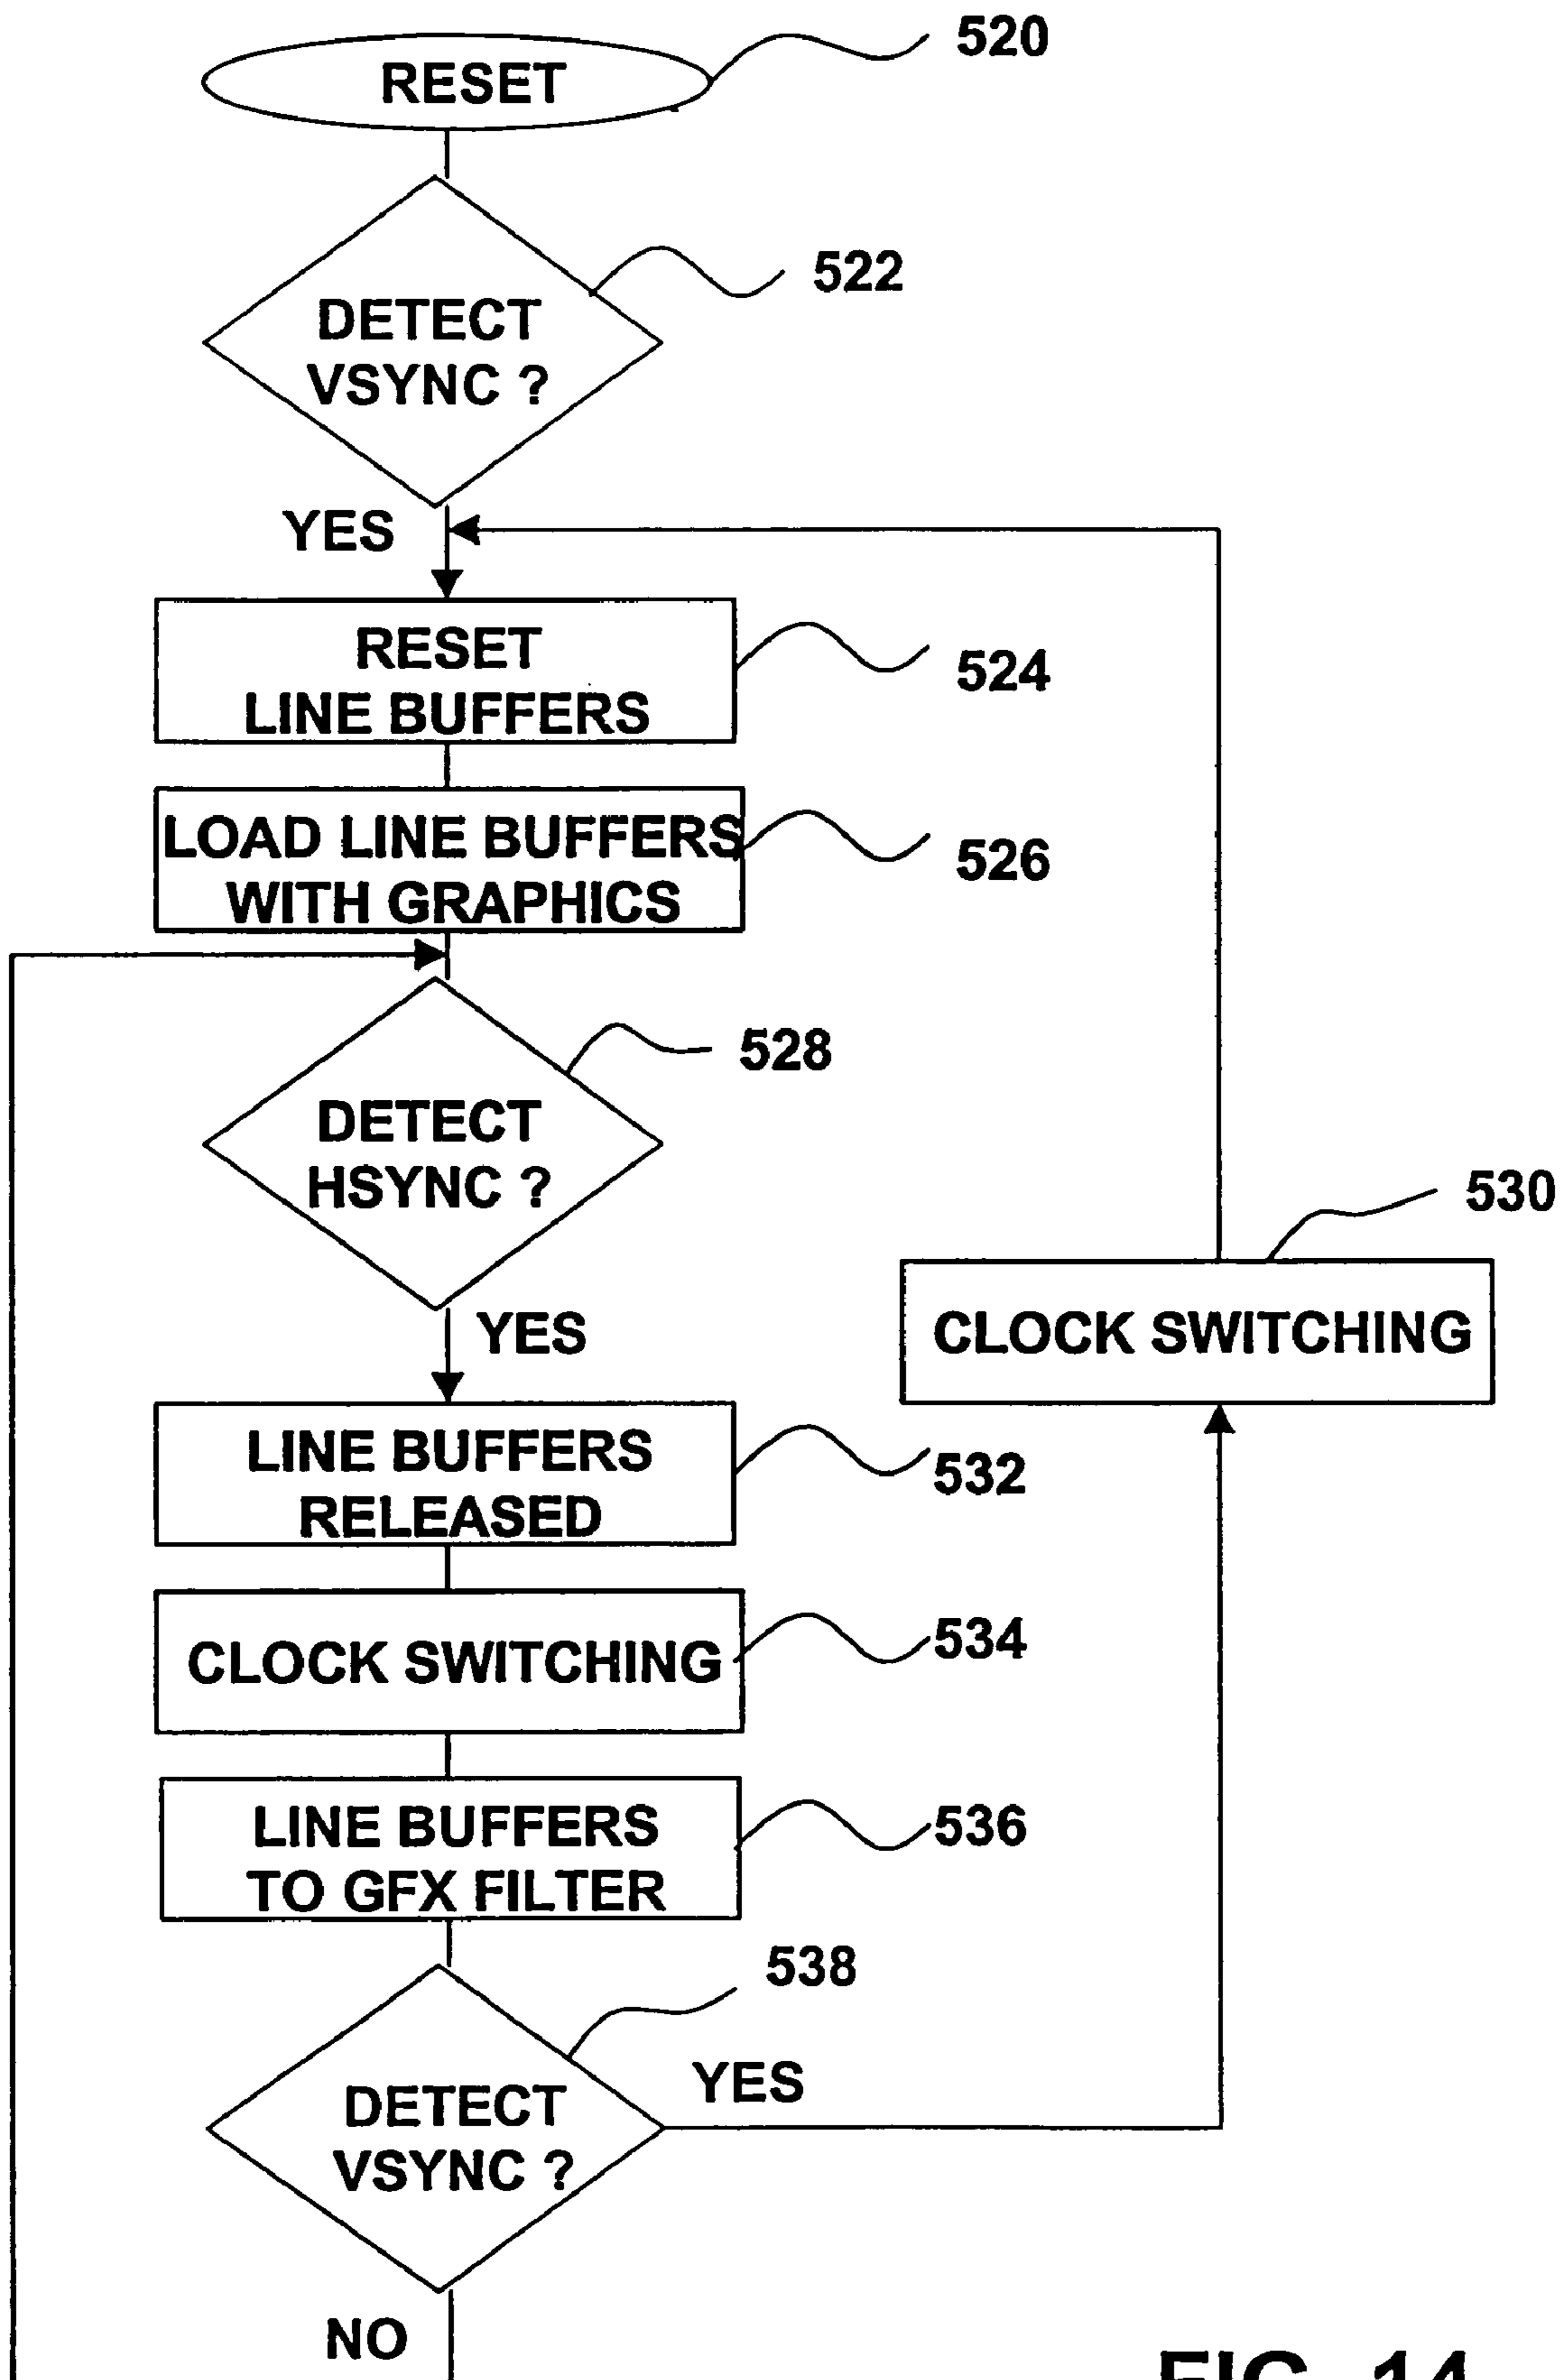 RESET
520
DETECT
VSYNC ?
522
YES
RESET
LINE BUFFERS
524
LOAD LINE BUFFERS
WITH GRAPHICS
526
DETECT
HSYNC ?
528
YES
530
CLOCK SWITCHING
LINE BUFFERS
RELEASED
532
CLOCK SWITCHING
534
LINE BUFFERS
TO GFX FILTER
536
538
DETECT
VSYNC ?
YES
NO
FIG. 14